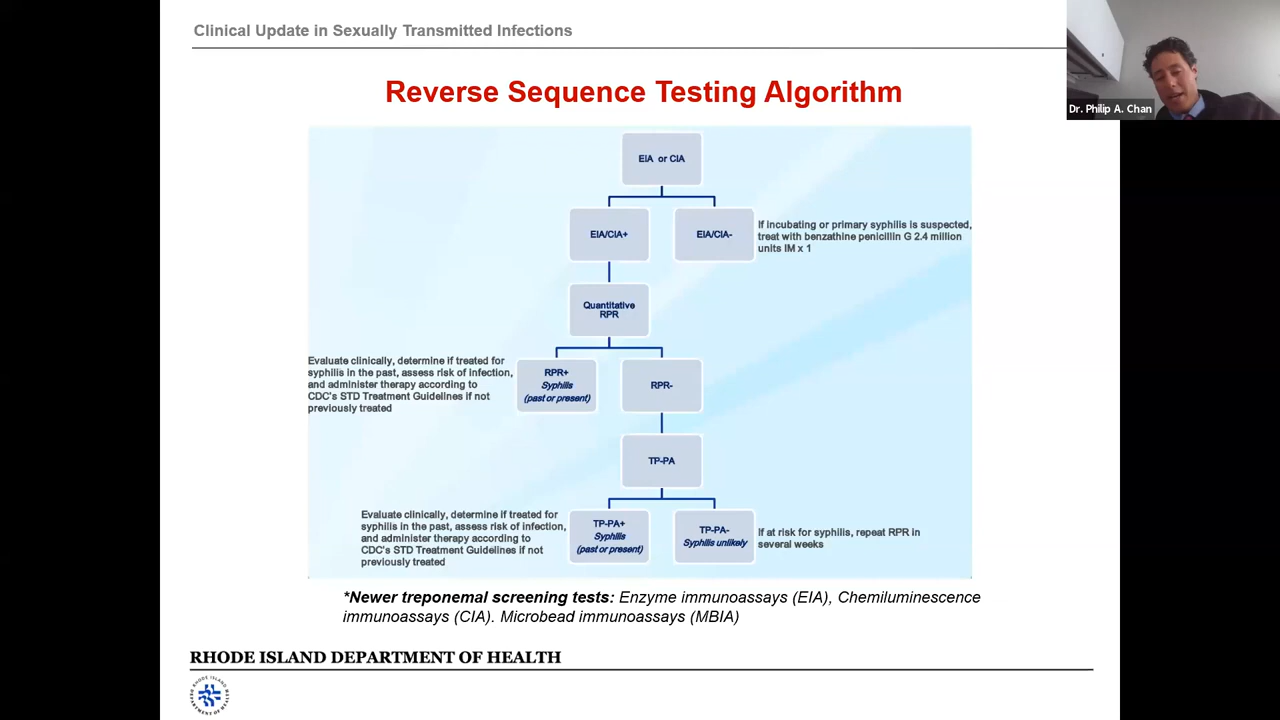 Clinical Update in Sexually Transmitted Infections
Dr. Philip A. Chan
Reverse Sequence Testing Algorithm
EIA or CIA
EIA/CIA+
EIA/CIA-
If incubating or primary syphilis is suspected,
treat with benzathine penicillin G 2.4 million
units IM x 1
Quantitative
RPR
Evaluate clinically, determine if treated for
syphilis in the past, assess risk of infection,
and administer therapy according to
CDC's STD Treatment Guidelines if not
previously treated
RPR+
Syphilis
(past or present)
RPR-
TP-PA
Evaluate clinically, determine if treated for
syphilis in the past, assess risk of infection,
and administer therapy according to
CDC's STD Treatment Guidelines if not
previously treated
TP-PA+
Syphilis
(past or present)
TP-PA-
Syphilis unlikely
If at risk for syphilis, repeat RPR in
several weeks
*Newer treponemal screening tests: Enzyme immunoassays (EIA), Chemiluminescence
immunoassays (CIA). Microbead immunoassays (MBIA)
RHODE ISLAND DEPARTMENT OF HEALTH